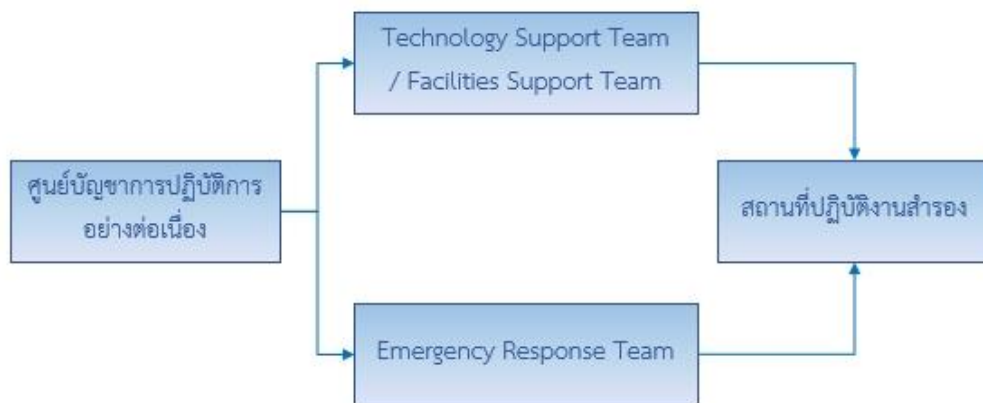 Technology Support Team
/ Facilities Support Team
ศูนย์บัญชาการปฏิบัติการ
อย่างต่อเนื่อง
สถานที่ปฏิบัติงานสำรอง
Emergency Response Team